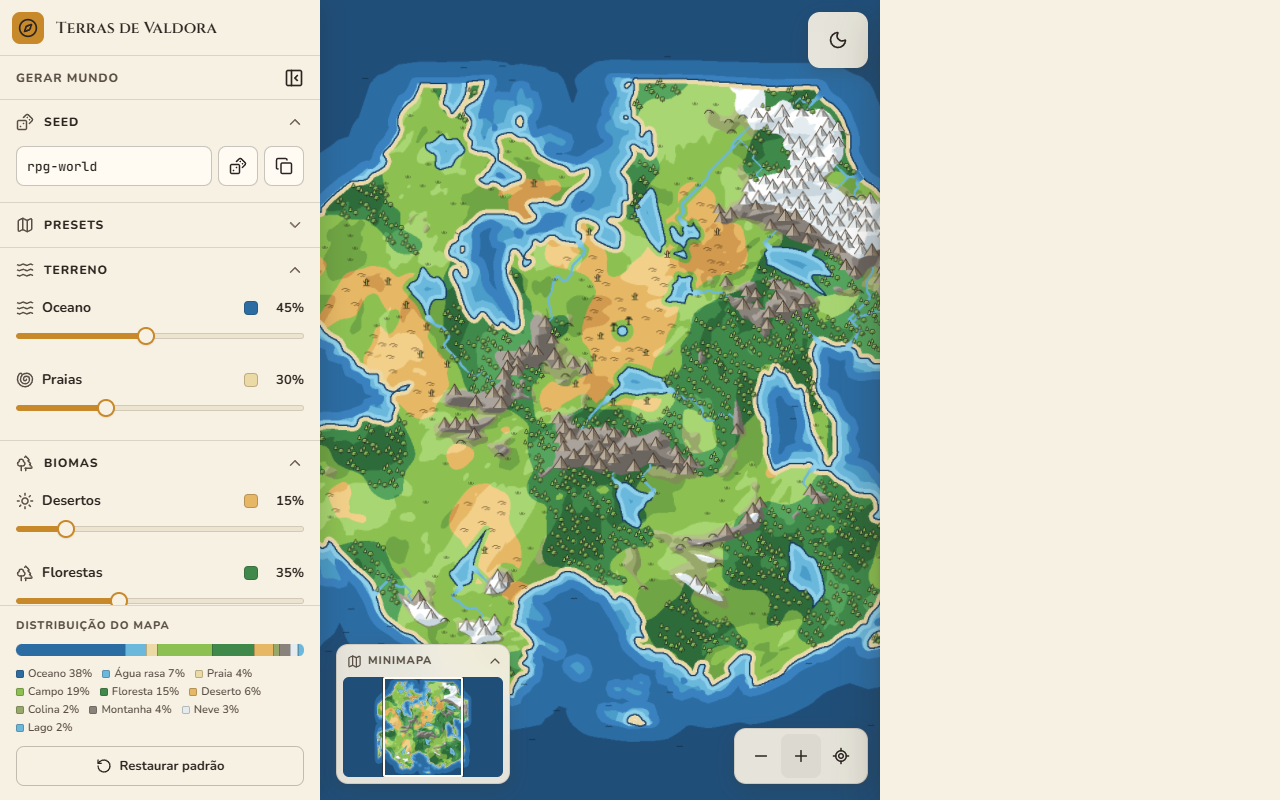 Terras de Valdora
GERAR MUNDO
SEED
rpg-world
PRESETS
TERRENO
Oceano 45%
Praias 30%
BIOMAS
Desertos 15%
Florestas 35%
DISTRIBUIÇÃO DO MAPA
Oceano 38% Água rasa 7% Praia 4%
Campo 19% Floresta 15% Deserto 6%
Colina 2% Montanha 4% Neve 3%
Lago 2%
Restaurar padrão
MINIMAPA